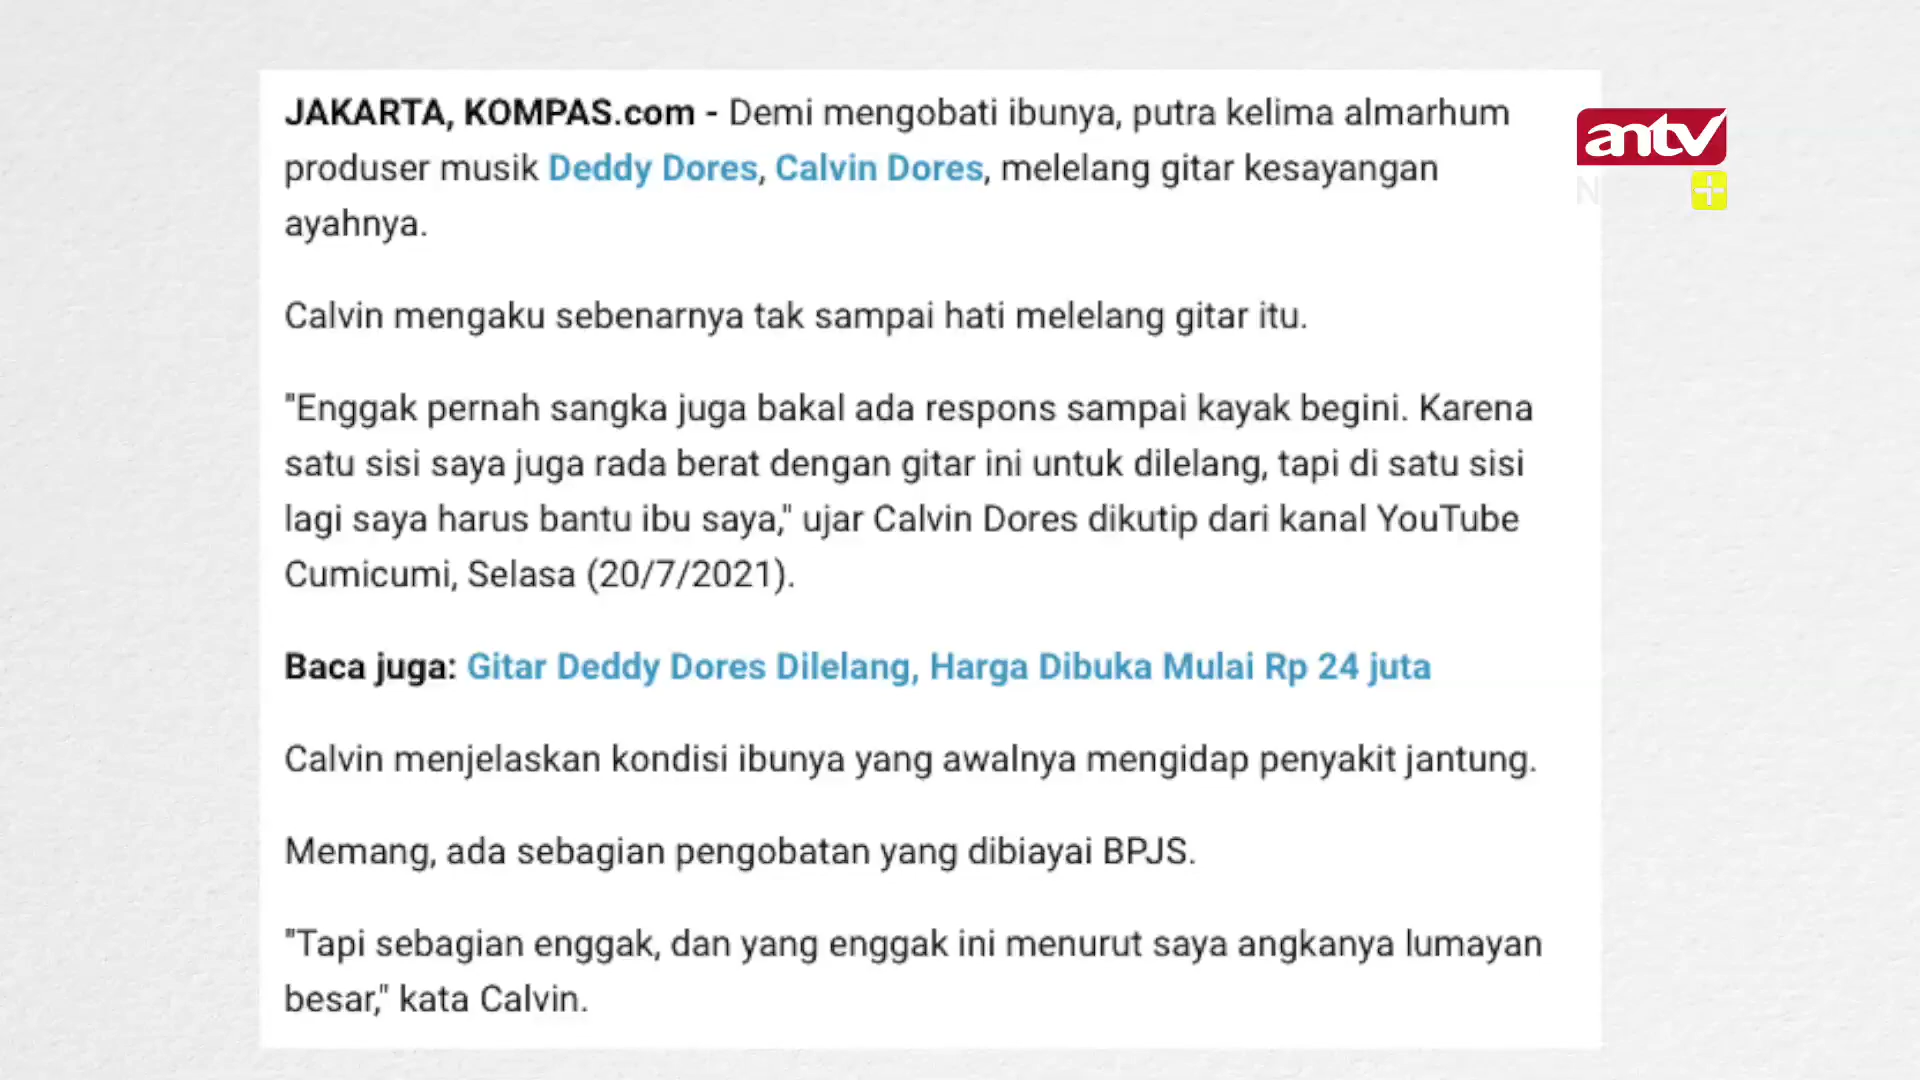 JAKARTA, KOMPAS.com - Demi mengobati ibunya, putra kelima almarhum
produser musik Deddy Dores, Calvin Dores, melelang gitar kesayangan
ayahnya.
Calvin mengaku sebenarnya tak sampai hati melelang gitar itu.
"Enggak pernah sangka juga bakal ada respons sampai kayak begini. Karena
satu sisi saya juga rada berat dengan gitar ini untuk dilelang, tapi di satu sisi
lagi saya harus bantu ibu saya," ujar Calvin Dores dikutip dari kanal YouTube
Cumicumi, Selasa (20/7/2021).
Baca juga: Gitar Deddy Dores Dilelang, Harga Dibuka Mulai Rp 24 juta
Calvin menjelaskan kondisi ibunya yang awalnya mengidap penyakit jantung.
Memang, ada sebagian pengobatan yang dibiayai BPJS.
"Tapi sebagian enggak, dan yang enggak ini menurut saya angkanya lumayan
besar," kata Calvin.
antv
N +